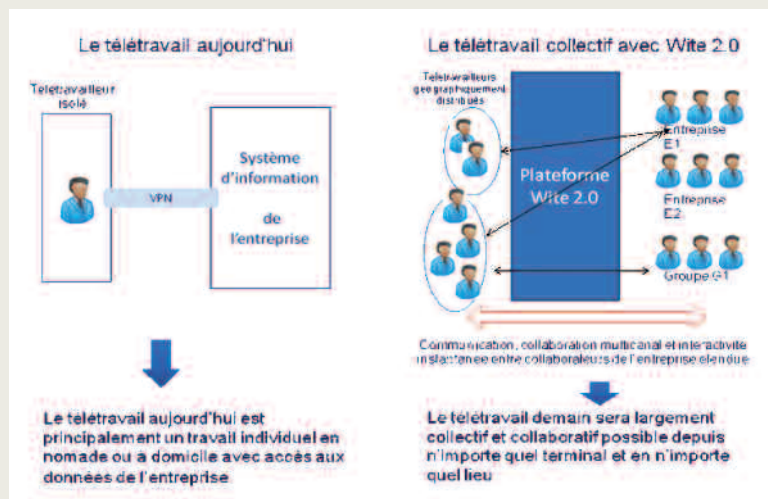 Le télétravail aujourd'hui
Télétravailleur
isolé
VPN
Système
d'information
de
l'entreprise
Le télétravail aujourd'hui est
principalement un travail individuel en
nomade ou à domicile avec accès aux
données de l'entreprise
Le télétravail collectif avec Wite 2.0
Télétravailleurs
géographiquement
distribués
Plateforme
Wite 2.0
Entreprise
E1
Entreprise
E2
Groupe G1
Communication, collaboration multicanal et interactivité
instantanée entre collaborateurs de l'entreprise étendue
Le télétravail demain sera largement
collectif et collaboratif possible depuis
n'importe quel terminal et en n'importe
quel lieu